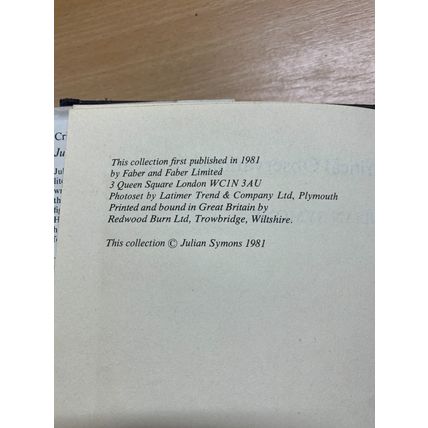 This collection first published in 1981
by Faber and Faber Limited
3 Queen Square London WC1N 3AU
Photoset by Latimer Trend & Company Ltd, Plymouth
Printed and bound in Great Britain by
Redwood Burn Ltd, Trowbridge, Wiltshire.
This collection © Julian Symons 1981